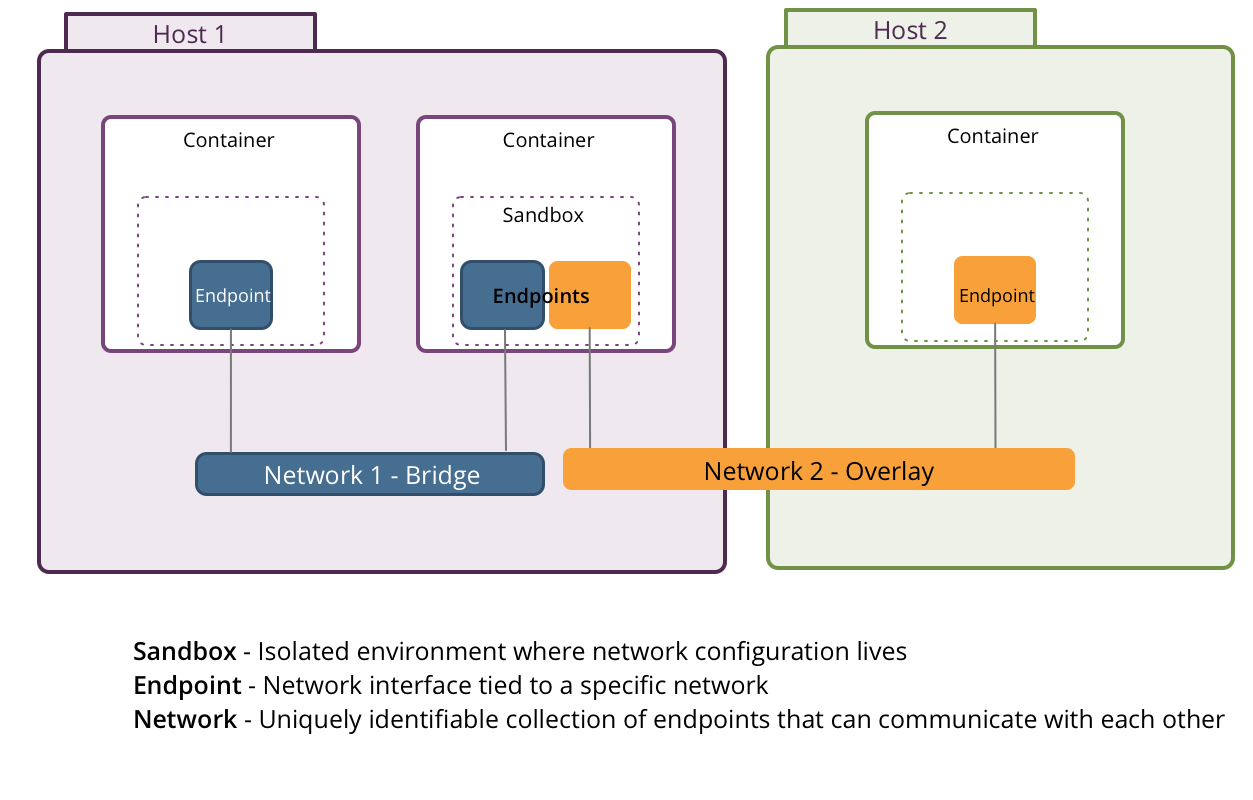 Host 1
Host 2
Container
Container
Container
Sandbox
Endpoint
Endpoints
Endpoint
Network 1 - Bridge
Network 2 - Overlay
Sandbox - Isolated environment where network configuration lives
Endpoint - Network interface tied to a specific network
Network - Uniquely identifiable collection of endpoints that can communicate with each other